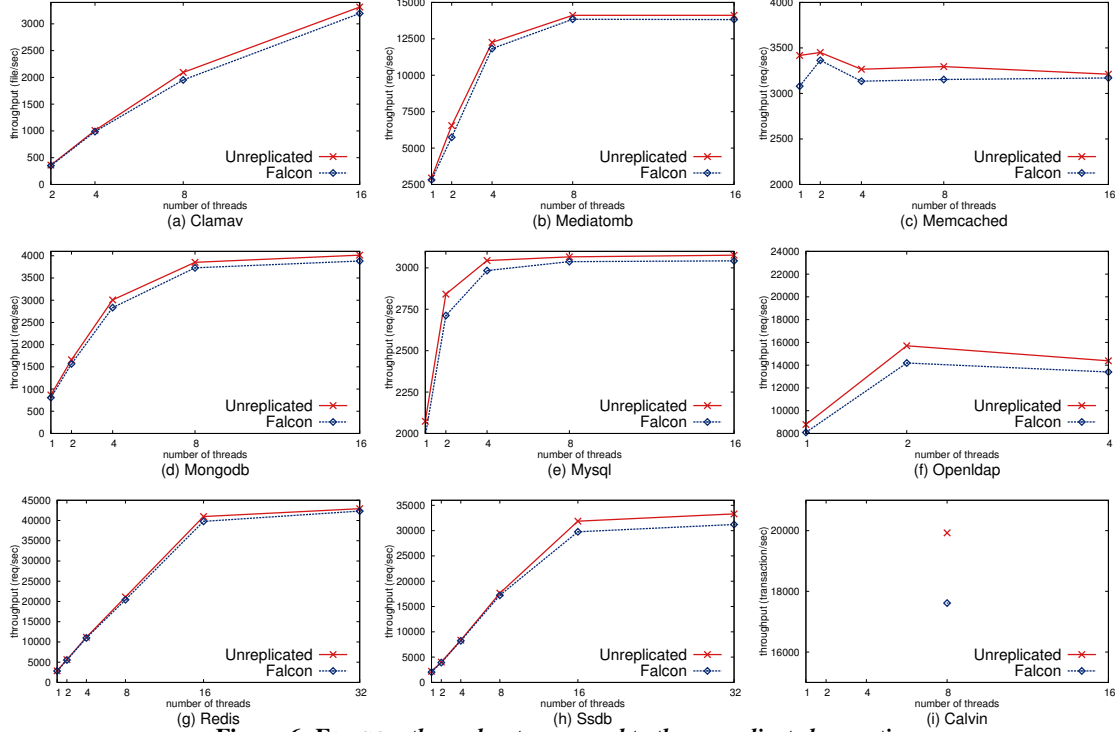 throughput (file/sec)
3000
2500
2000
1500
1000
500
0
2 4 8 16
number of threads
(a) Clamav
Unreplicated
Falcon
throughput (req/sec)
15000
12500
10000
7500
5000
2500
1 2 4 8 16
number of threads
(b) Mediatomb
Unreplicated
Falcon
throughput (req/sec)
4000
3500
3000
2500
2000
1 2 4 8 16
number of threads
(c) Memcached
Unreplicated
Falcon
throughput (req/sec)
4000
3500
3000
2500
2000
1500
1000
500
0
1 2 4 8 16
number of threads
(d) Mongodb
Unreplicated
Falcon
throughput (req/sec)
3000
2750
2500
2250
2000
1 2 4 8 16
number of threads
(e) Mysql
Unreplicated
Falcon
throughput (req/sec)
24000
22000
20000
18000
16000
14000
12000
10000
8000
1 2 4
number of threads
(f) Openldap
Unreplicated
Falcon
throughput (req/sec)
45000
40000
35000
30000
25000
20000
15000
10000
5000
0
1 2 4 8 16 32
number of threads
(g) Redis
Unreplicated
Falcon
throughput (req/sec)
35000
30000
25000
20000
15000
10000
5000
0
1 2 4 8 16 32
number of threads
(h) Ssdb
Unreplicated
Falcon
throughput (transaction/sec)
20000
18000
16000
1 2 4 8 16
number of threads
(i) Calvin
Unreplicated
Falcon